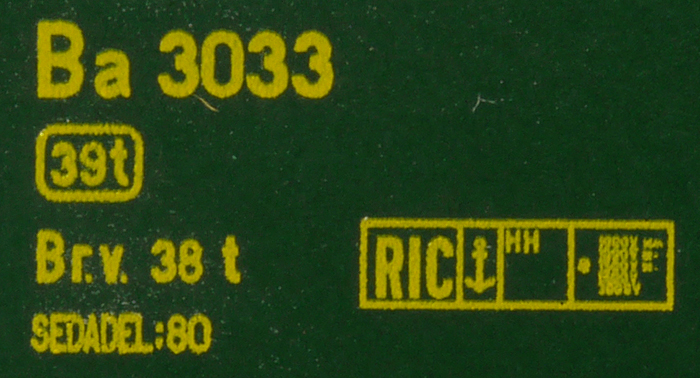 Ba 3033
39t
Br.v. 38 t
SEDADEL:80
RIC HH